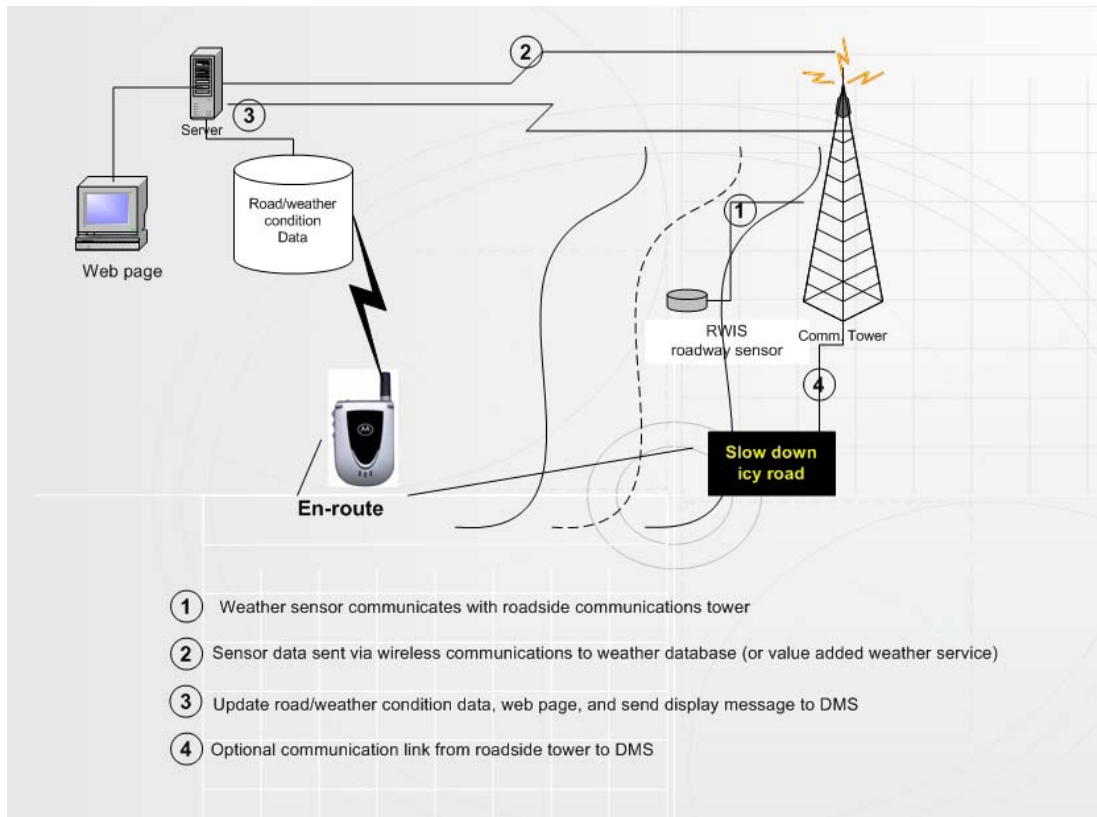 2
Server
3
Road/weather
condition
Data
1
Web page
RWIS
roadway sensor
Comm. Tower
4
Slow down
icy road
En-route
1 Weather sensor communicates with roadside communications tower
2 Sensor data sent via wireless communications to weather database (or value added weather service)
3 Update road/weather condition data, web page, and send display message to DMS
4 Optional communication link from roadside tower to DMS